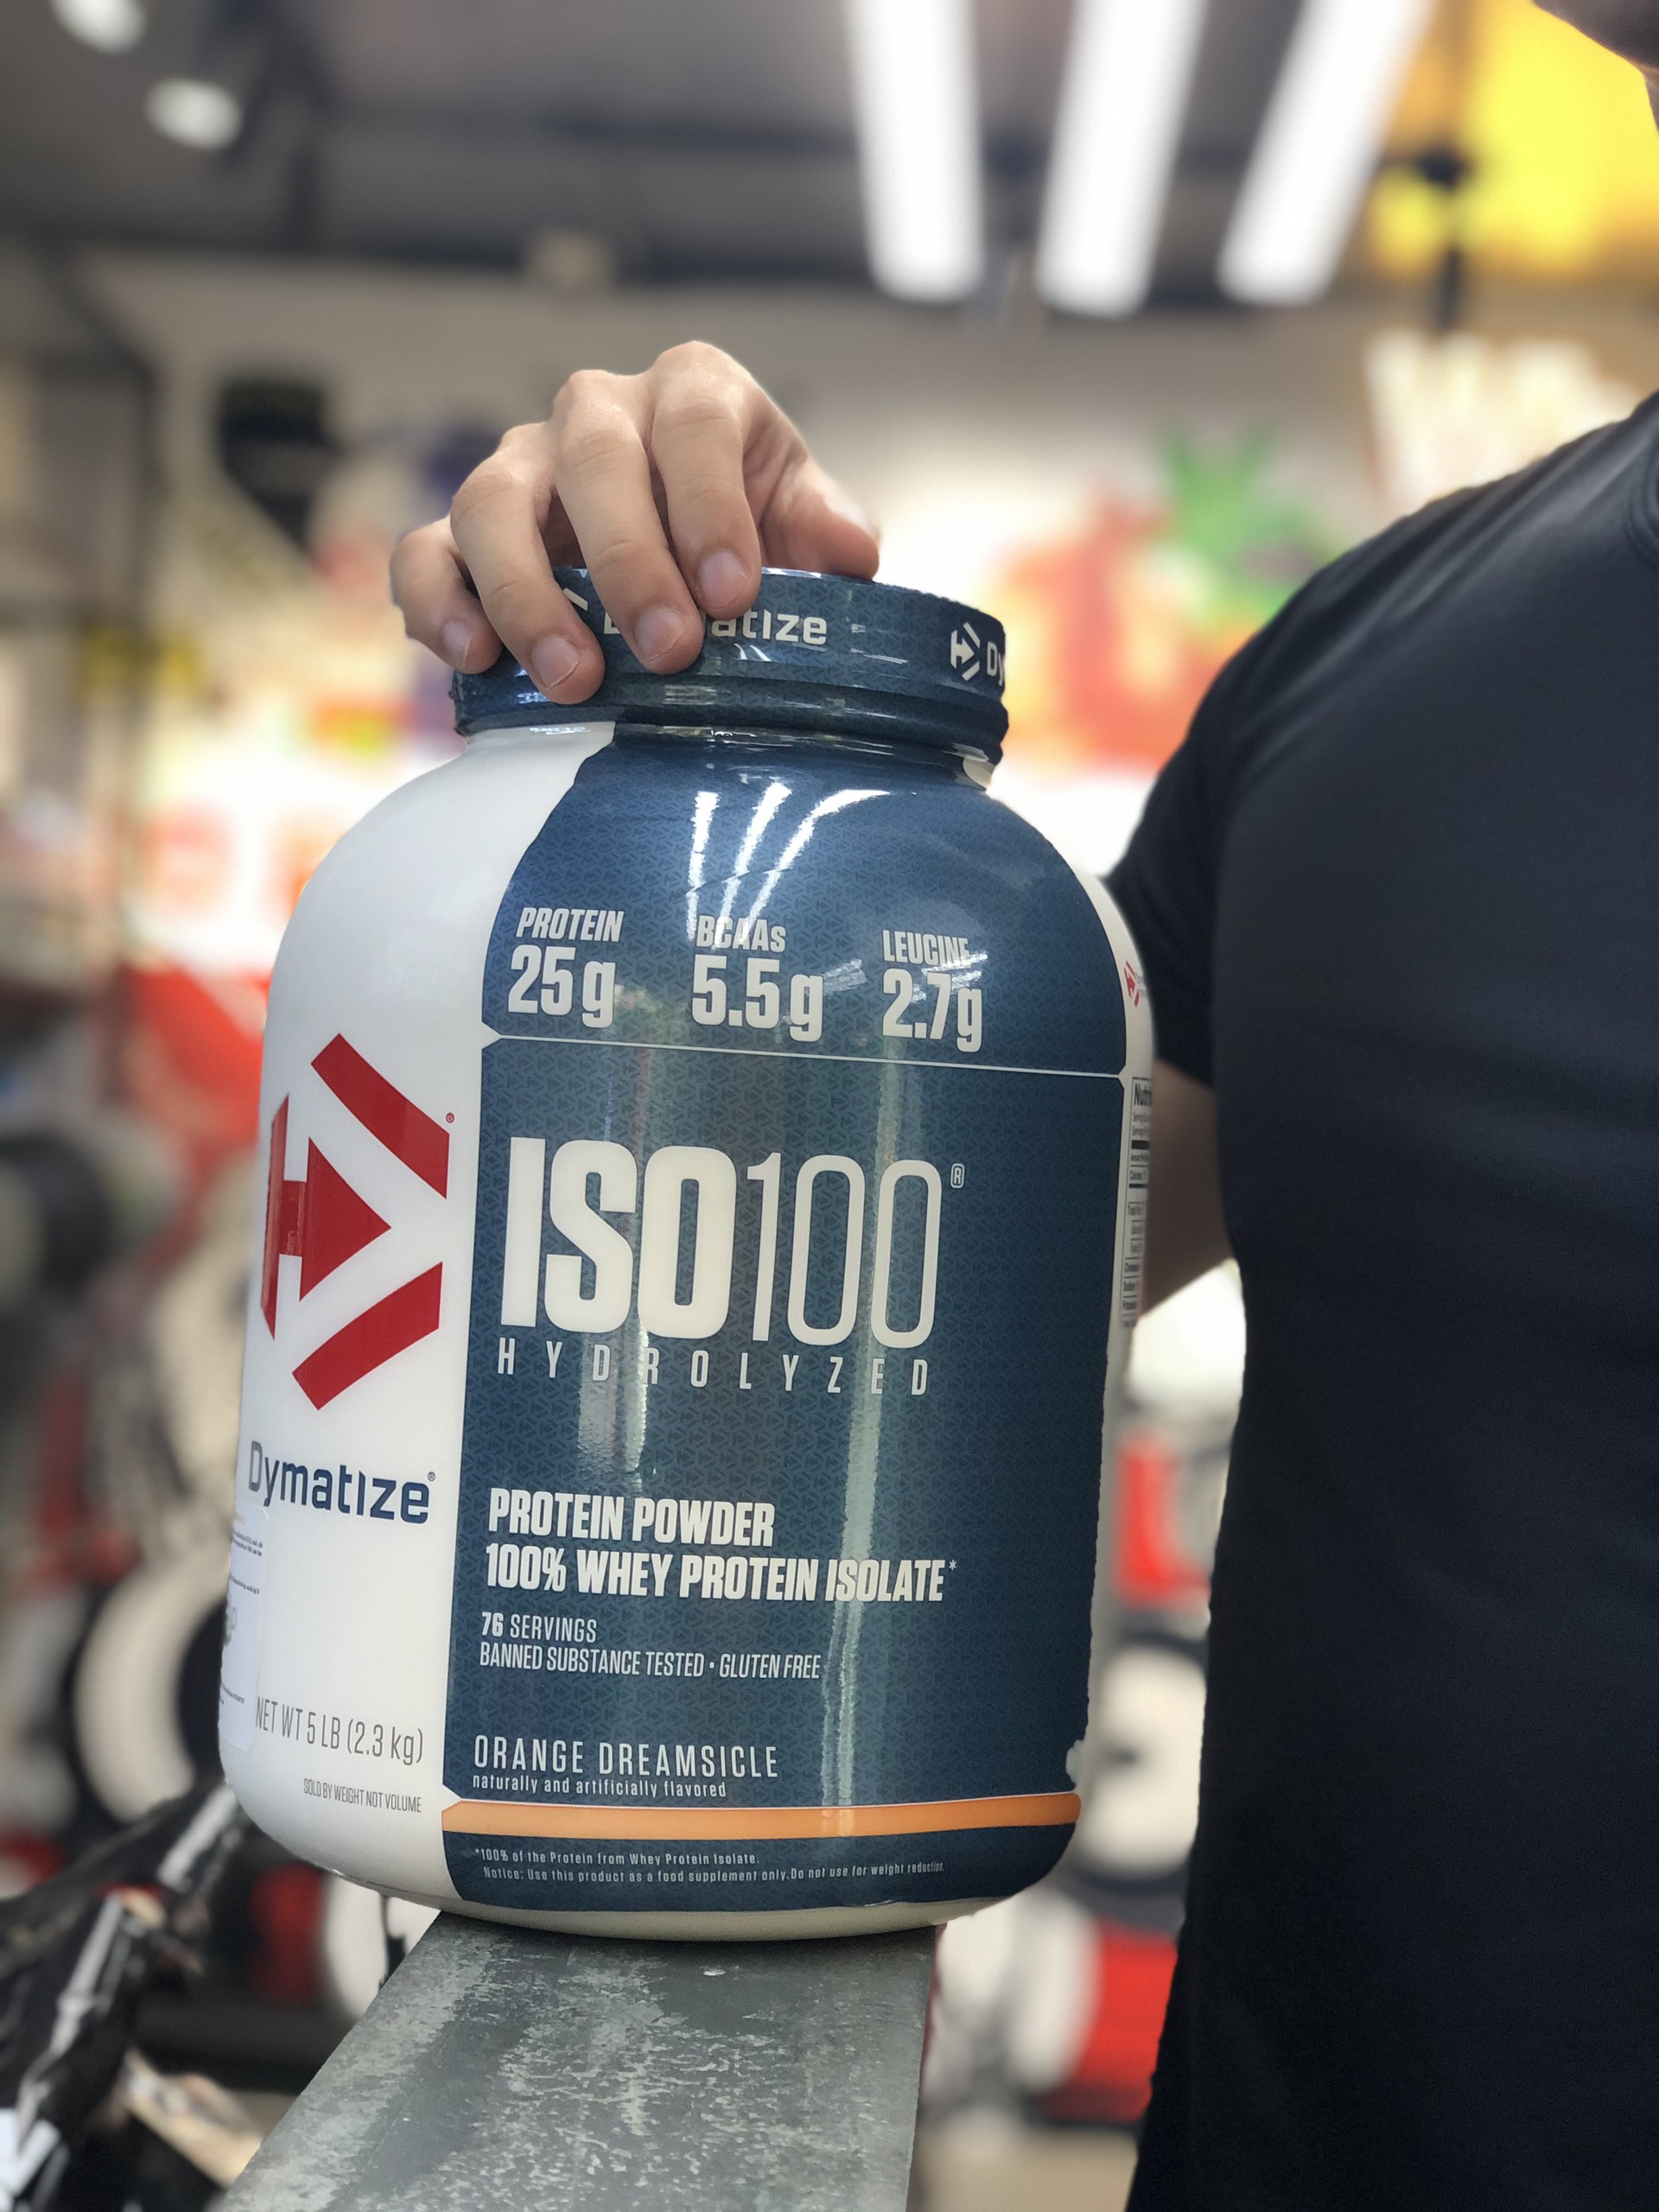 atize
Dy
PROTEIN BCAAs LEUCINE
25g 5.5g 2.7g
ISO100®
HYDROLYZED
Dymatize®
PROTEIN POWDER
100% WHEY PROTEIN ISOLATE*
76 SERVINGS
BANNED SUBSTANCE TESTED • GLUTEN FREE
NET WT 5 LB (2.3 kg)
SOLD BY WEIGHT NOT VOLUME
ORANGE DREAMSICLE
naturally and artificially flavored
*100% of the Protein from Whey Protein Isolate.
Notice: Use this product as a food supplement only.Do not use for weight reduction.